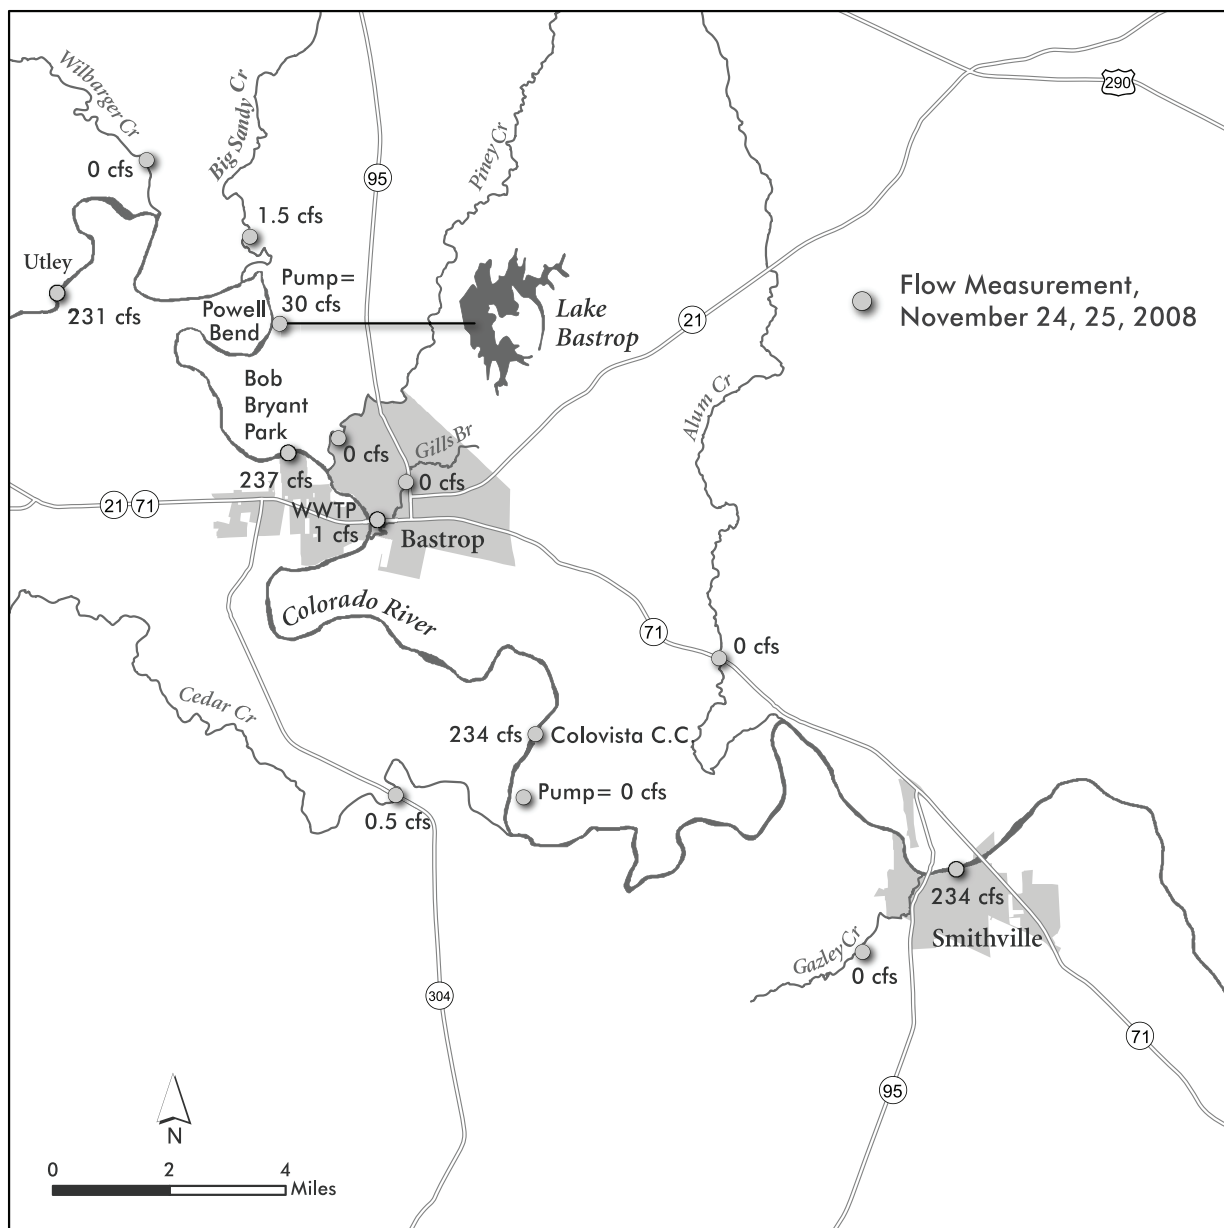 Wilbarger Cr
Big Sandy Cr
Piney Cr
290
95
0 cfs
1.5 cfs
Utley
231 cfs
Pump=
30 cfs
Powell
Bend
Lake
Bastrop
21
Flow Measurement,
November 24, 25, 2008
Bob
Bryant
Park
Alum Cr
Gills Br
0 cfs
237 cfs
0 cfs
21
71
WWTP
1 cfs
Bastrop
Colorado River
71
0 cfs
Cedar Cr
234 cfs
Colovista C.C.
Pump= 0 cfs
0.5 cfs
234 cfs
Smithville
Gazley Cr
0 cfs
304
71
95
N
0
2
4
Miles